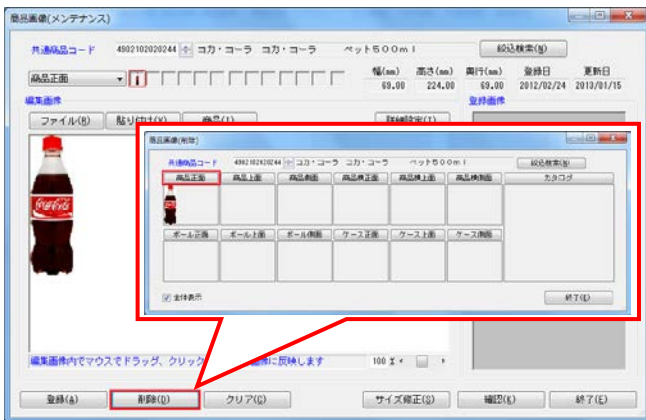 商品画像(メンテナンス)
共通商品コード 4902102020244 コカ・コーラ コカ・コーラ ペット500ml 絞込検索(N)
商品正面 幅(mm) 高さ(mm) 奥行(mm) 登録日 更新日
69.00 224.00 69.00 2012/02/24 2013/01/15
編集画像 登録画像
ファイル(B) 貼り付け(V) 商品(I) 詳細設定(T)
商品画像(削除)
共通商品コード 4902102020244 コカ・コーラ コカ・コーラ ペット500ml 絞込検索(N)
商品正面 商品上面 商品側面 商品横正面 商品横上面 商品横側面 カタログ
ボール正面 ボール上面 ボール側面 ケース正面 ケース上面 ケース側面
全体表示 終了(E)
Coca-Cola
編集画像内でマウスでドラッグ、クリック 画像に反映します 100 %
登録(A) 削除(D) クリア(C) サイズ修正(S) 確認(K) 終了(E)